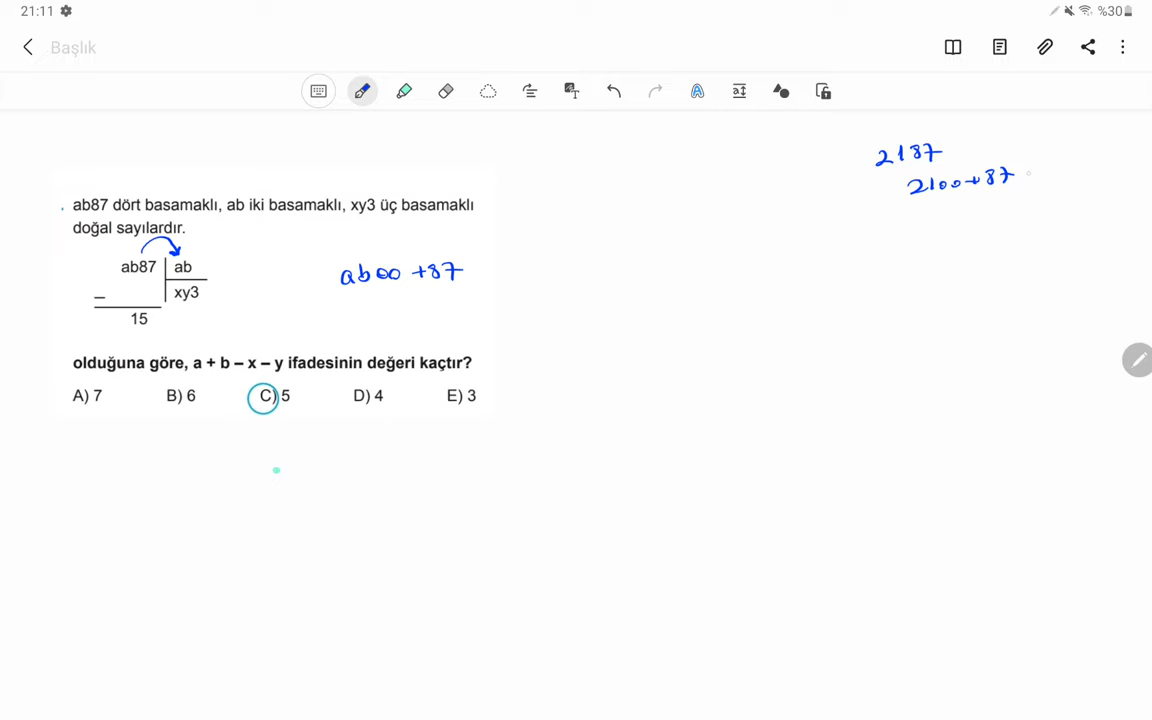 21:11
%30
Başlık
2187
2100+87
ab87 dört basamaklı, ab iki basamaklı, xy3 üç basamaklı
doğal sayılardır.
ab87 ab
xy3
–
15
ab00 +87
olduğuna göre, a + b – x – y ifadesinin değeri kaçtır?
A) 7 B) 6 C) 5 D) 4 E) 3